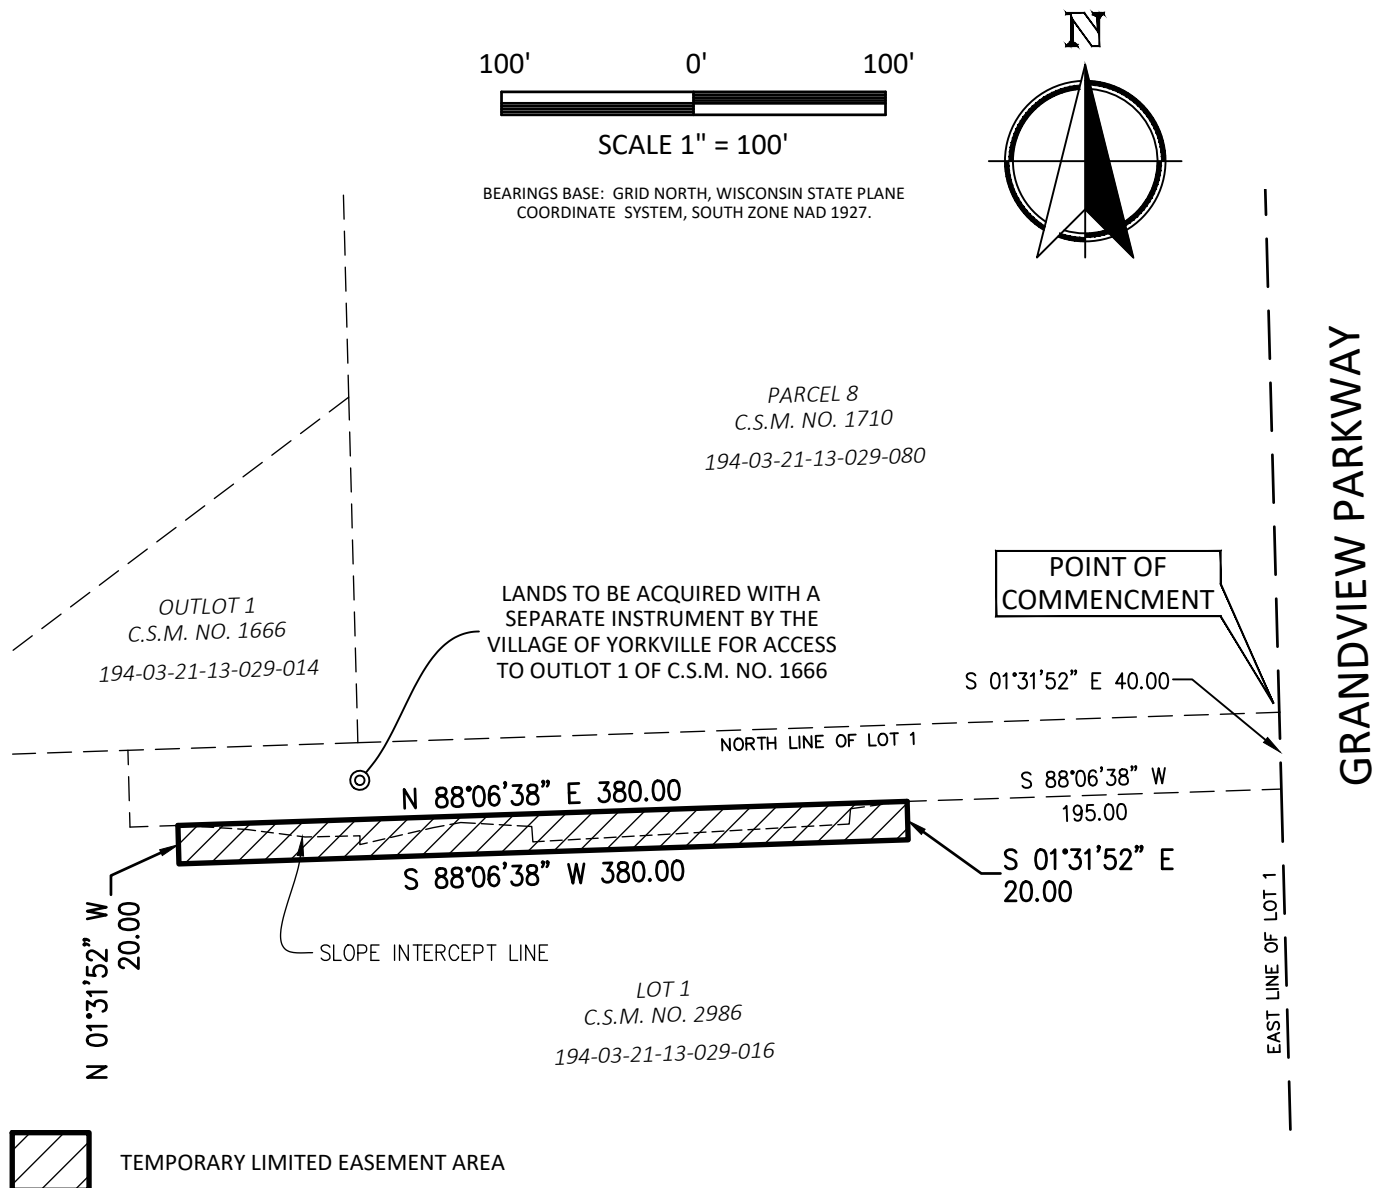 N
100' 0' 100'
SCALE 1" = 100'
BEARINGS BASE: GRID NORTH, WISCONSIN STATE PLANE
COORDINATE SYSTEM, SOUTH ZONE NAD 1927.
PARCEL 8
C.S.M. NO. 1710
194-03-21-13-029-080
GRANDVIEW PARKWAY
POINT OF
COMMENCMENT
OUTLOT 1
C.S.M. NO. 1666
194-03-21-13-029-014
LANDS TO BE ACQUIRED WITH A
SEPARATE INSTRUMENT BY THE
VILLAGE OF YORKVILLE FOR ACCESS
TO OUTLOT 1 OF C.S.M. NO. 1666
S 01°31'52" E 40.00
NORTH LINE OF LOT 1
S 88°06'38" W
195.00
N 88°06'38" E 380.00
S 88°06'38" W 380.00
S 01°31'52" E
20.00
N 01°31'52" W
20.00
SLOPE INTERCEPT LINE
EAST LINE OF LOT 1
LOT 1
C.S.M. NO. 2986
194-03-21-13-029-016
TEMPORARY LIMITED EASEMENT AREA